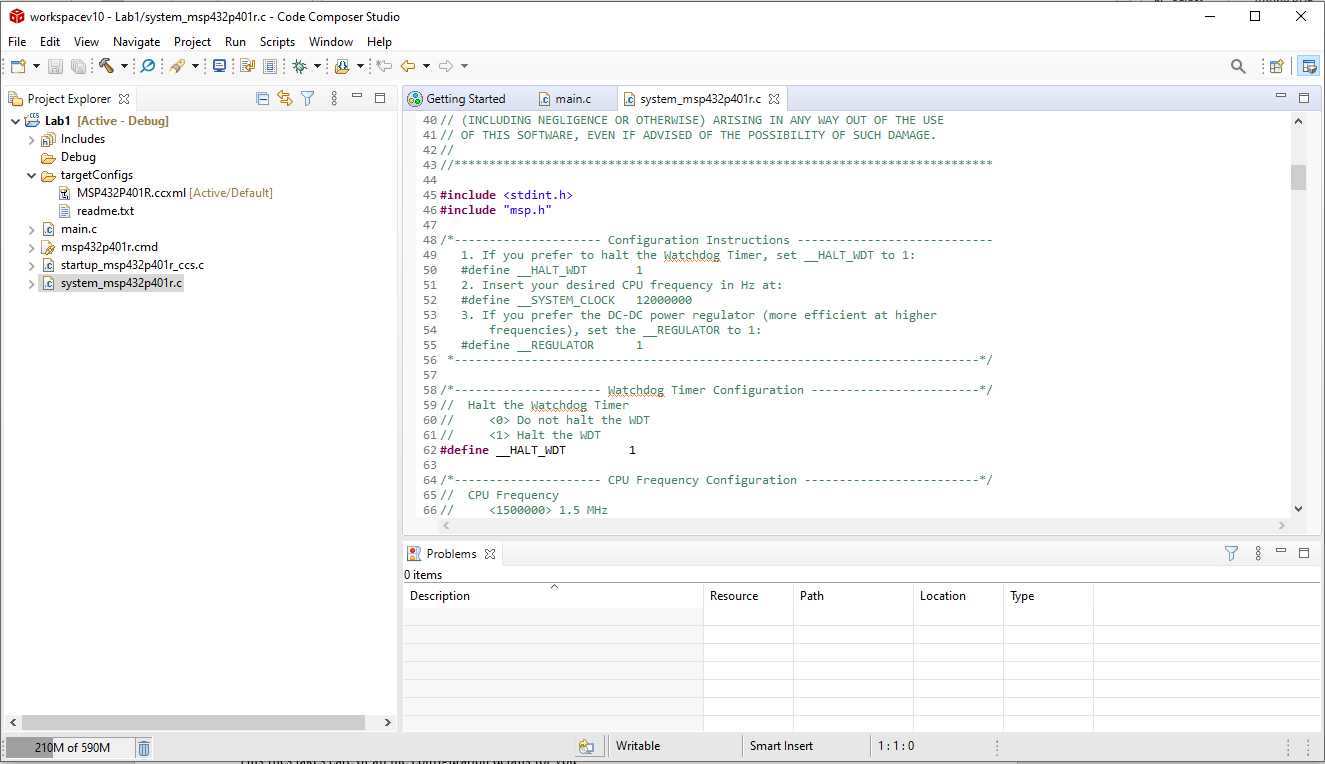 workspacev10 - Lab1/system_msp432p401r.c - Code Composer Studio
File Edit View Navigate Project Run Scripts Window Help
Project Explorer
Lab1 [Active - Debug]
Includes
Debug
targetConfigs
MSP432P401R.ccxml [Active/Default]
readme.txt
main.c
msp432p401r.cmd
startup_msp432p401r_ccs.c
system_msp432p401r.c
Getting Started main.c system_msp432p401r.c
40 // (INCLUDING NEGLIGENCE OR OTHERWISE) ARISING IN ANY WAY OUT OF THE USE
41 // OF THIS SOFTWARE, EVEN IF ADVISED OF THE POSSIBILITY OF SUCH DAMAGE.
42 //
43 //*****************************************************************************
44
45 #include <stdint.h>
46 #include "msp.h"
47
48 /*--------------------- Configuration Instructions ----------------------------
49 1. If you prefer to halt the Watchdog Timer, set __HALT_WDT to 1:
50 #define __HALT_WDT 1
51 2. Insert your desired CPU frequency in Hz at:
52 #define __SYSTEM_CLOCK 12000000
53 3. If you prefer the DC-DC power regulator (more efficient at higher
54 frequencies), set the __REGULATOR to 1:
55 #define __REGULATOR 1
56 *---------------------------------------------------------------------------*/
57
58 /*--------------------- Watchdog Timer Configuration ------------------------*/
59 // Halt the Watchdog Timer
60 // <0> Do not halt the WDT
61 // <1> Halt the WDT
62 #define __HALT_WDT 1
63
64 /*--------------------- CPU Frequency Configuration -------------------------*/
65 // CPU Frequency
66 // <1500000> 1.5 MHz
Problems
0 items
Description Resource Path Location Type
210M of 590M Writable Smart Insert 1 : 1 : 0